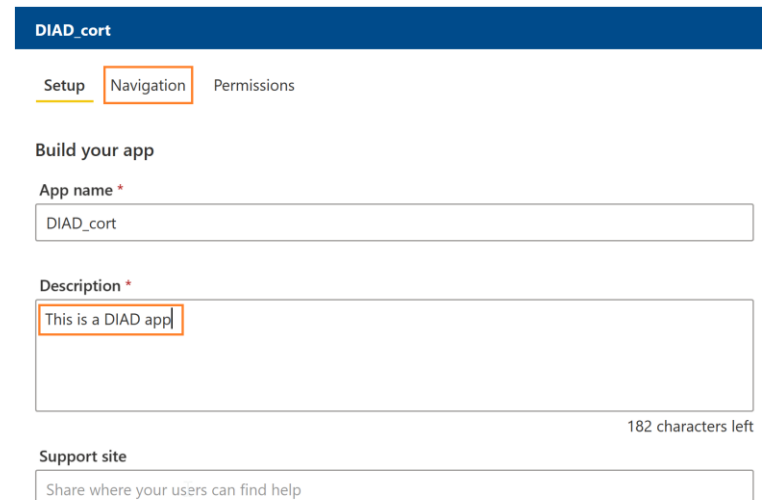 DIAD_cort
Setup Navigation Permissions
Build your app
App name *
DIAD_cort
Description *
This is a DIAD app
182 characters left
Support site
Share where your users can find help